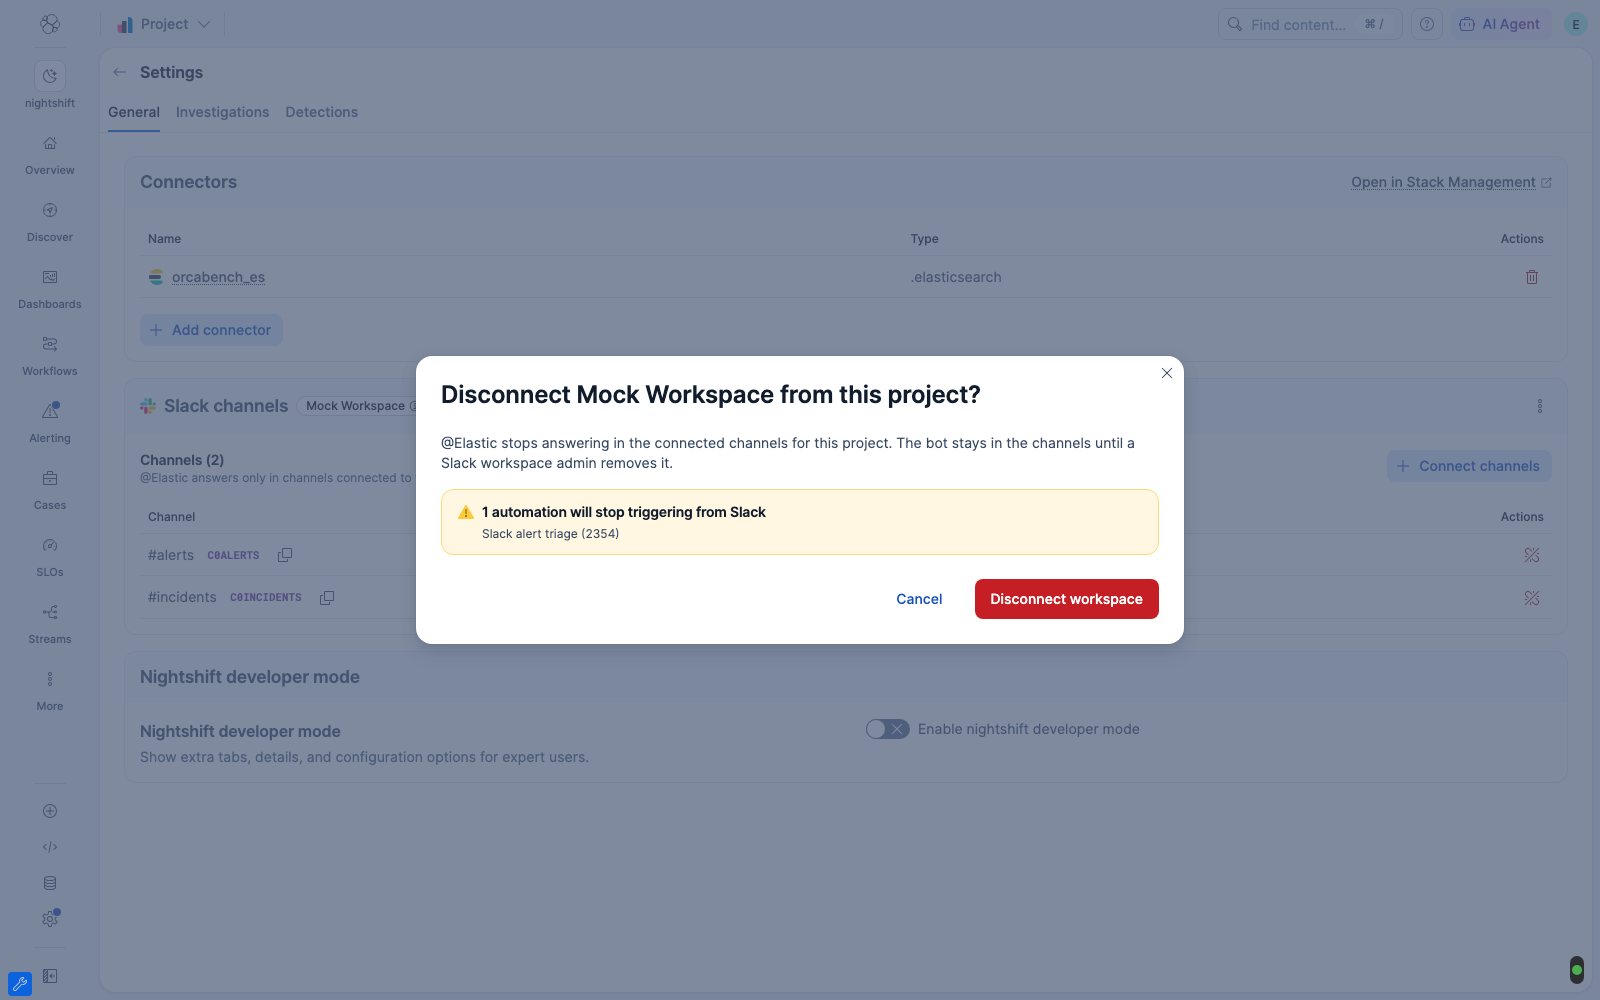 Project
Find content...
⌘ /
AI Agent
E
nightshift
Overview
Discover
Dashboards
Workflows
Alerting
Cases
SLOs
Streams
More
Settings
General
Investigations
Detections
Connectors
Open in Stack Management
Name
Type
Actions
orcabench_es
.elasticsearch
Add connector
Slack channels
Mock Workspace
Channels (2)
@Elastic answers only in channels connected to
Connect channels
Channel
Actions
#alerts
C0ALERTS
#incidents
C0INCIDENTS
Disconnect Mock Workspace from this project?
@Elastic stops answering in the connected channels for this project. The bot stays in the channels until a
Slack workspace admin removes it.
1 automation will stop triggering from Slack
Slack alert triage (2354)
Cancel
Disconnect workspace
Nightshift developer mode
Nightshift developer mode
Show extra tabs, details, and configuration options for expert users.
Enable nightshift developer mode